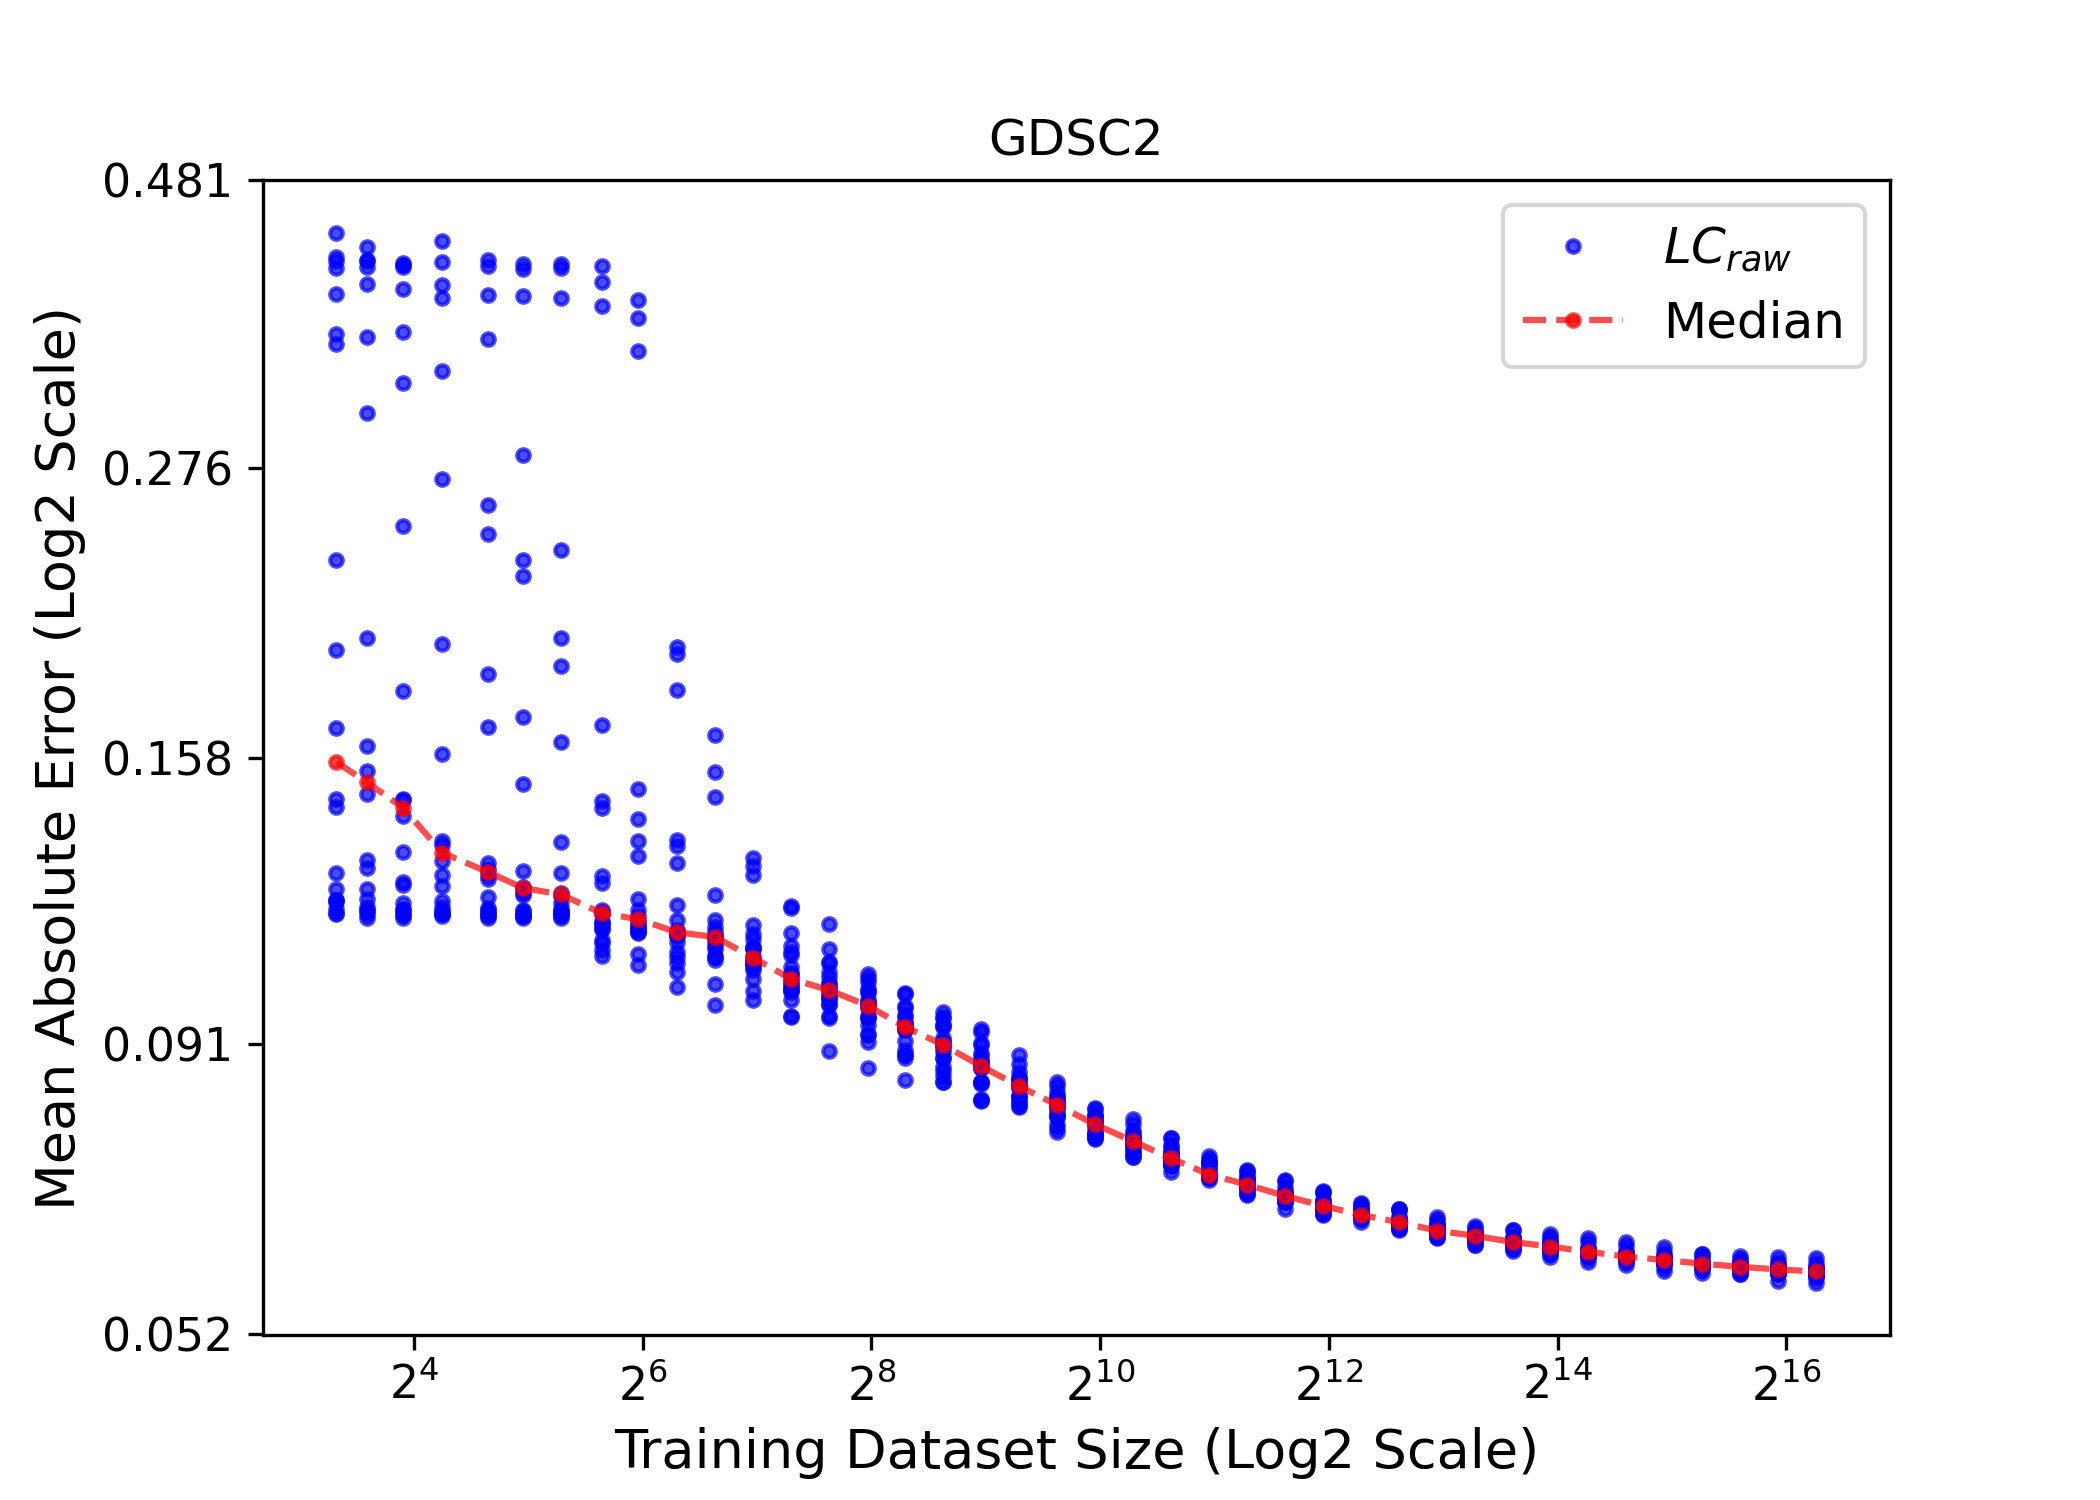 GDSC2
0.481
0.276
0.158
0.091
0.052
Mean Absolute Error (Log2 Scale)
LC_raw
Median
2^4 2^6 2^8 2^10 2^12 2^14 2^16
Training Dataset Size (Log2 Scale)